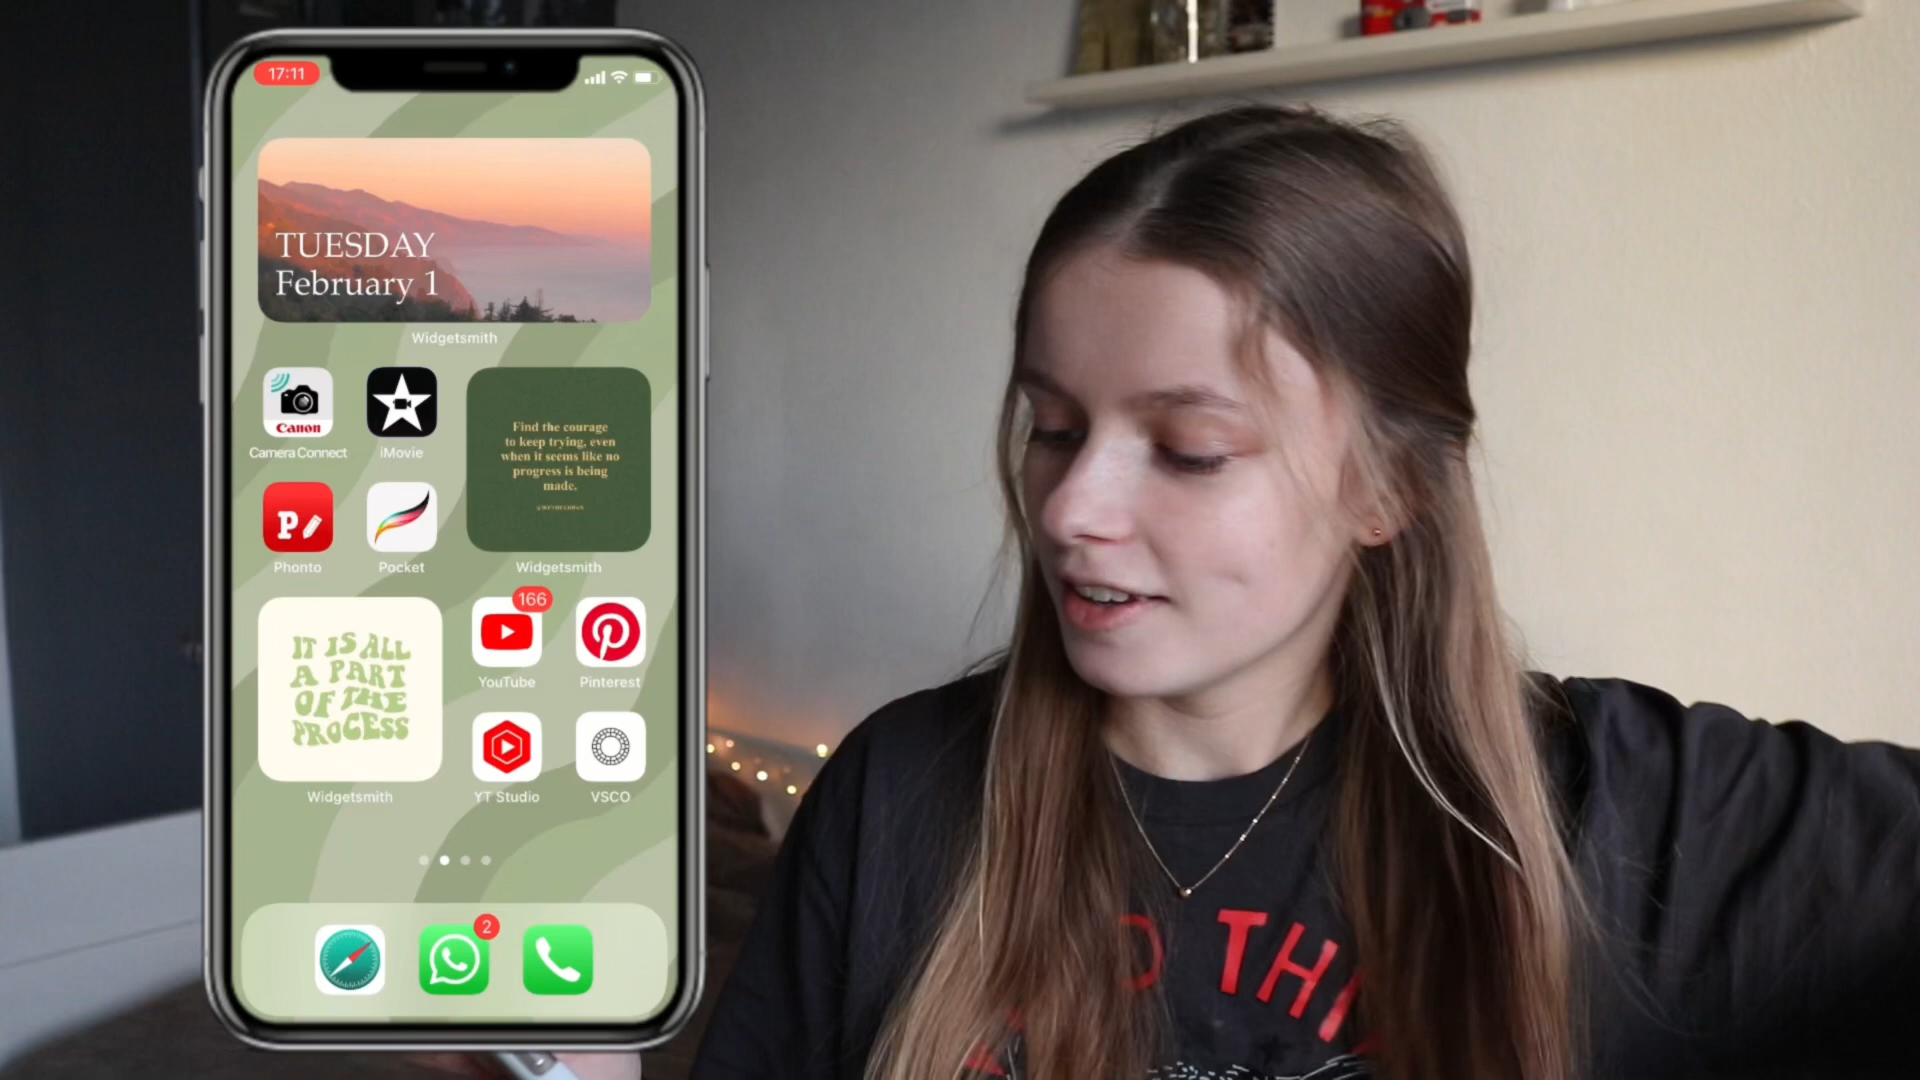 17:11
TUESDAY
February 1
Widgetsmith
Canon
Camera Connect
iMovie
Find the courage
to keep trying, even
when it seems like no
progress is being
made.
P
Phonto
Pocket
Widgetsmith
IT IS ALL
A PART
OF THE
PROCESS
Widgetsmith
166
YouTube
Pinterest
YT Studio
VSCO
2
TH